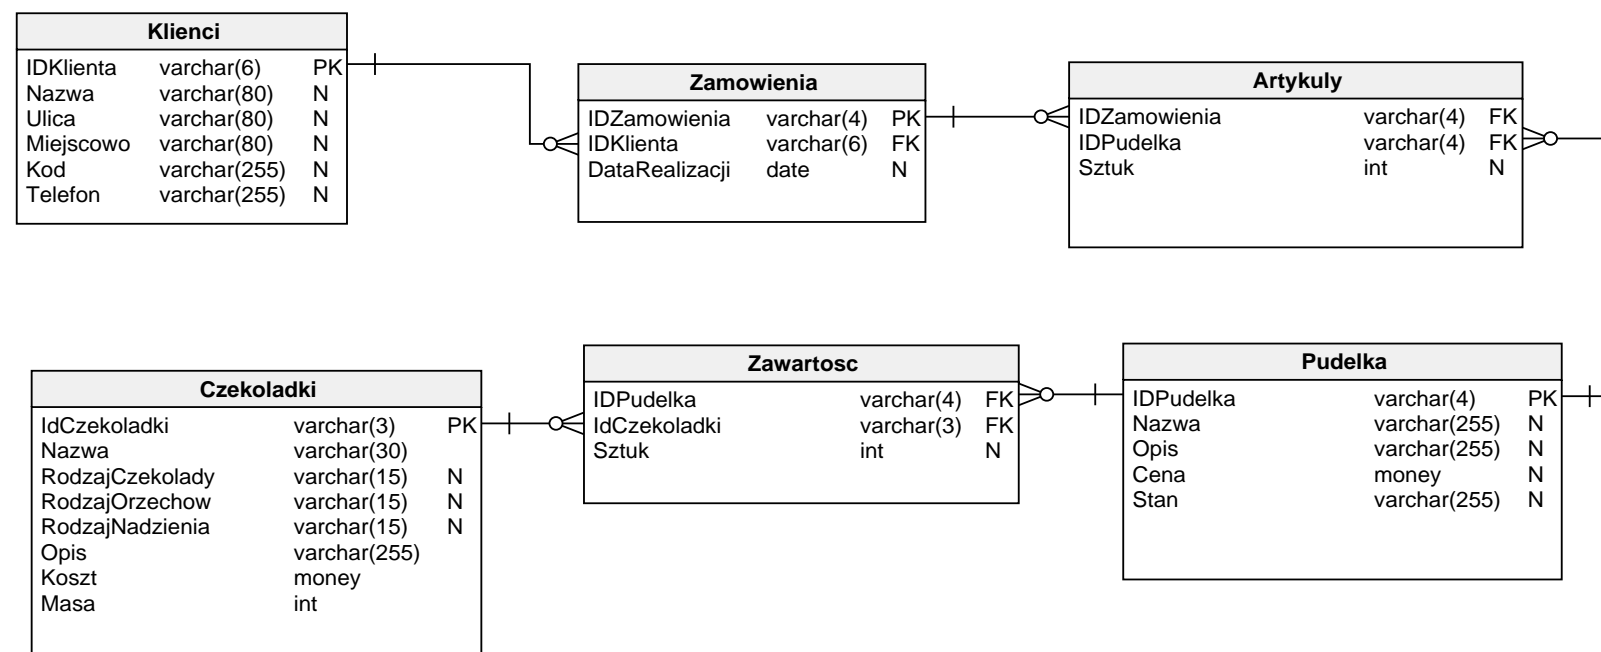 Klienci
IDKlienta varchar(6) PK
Nazwa varchar(80) N
Ulica varchar(80) N
Miejscowo varchar(80) N
Kod varchar(255) N
Telefon varchar(255) N
Zamowienia
IDZamowienia varchar(4) PK
IDKlienta varchar(6) FK
DataRealizacji date N
Artykuly
IDZamowienia varchar(4) FK
IDPudelka varchar(4) FK
Sztuk int N
Czekoladki
IdCzekoladki varchar(3) PK
Nazwa varchar(30)
RodzajCzekolady varchar(15) N
RodzajOrzechow varchar(15) N
RodzajNadzienia varchar(15) N
Opis varchar(255)
Koszt money
Masa int
Zawartosc
IDPudelka varchar(4) FK
IdCzekoladki varchar(3) FK
Sztuk int N
Pudelka
IDPudelka varchar(4) PK
Nazwa varchar(255) N
Opis varchar(255) N
Cena money N
Stan varchar(255) N